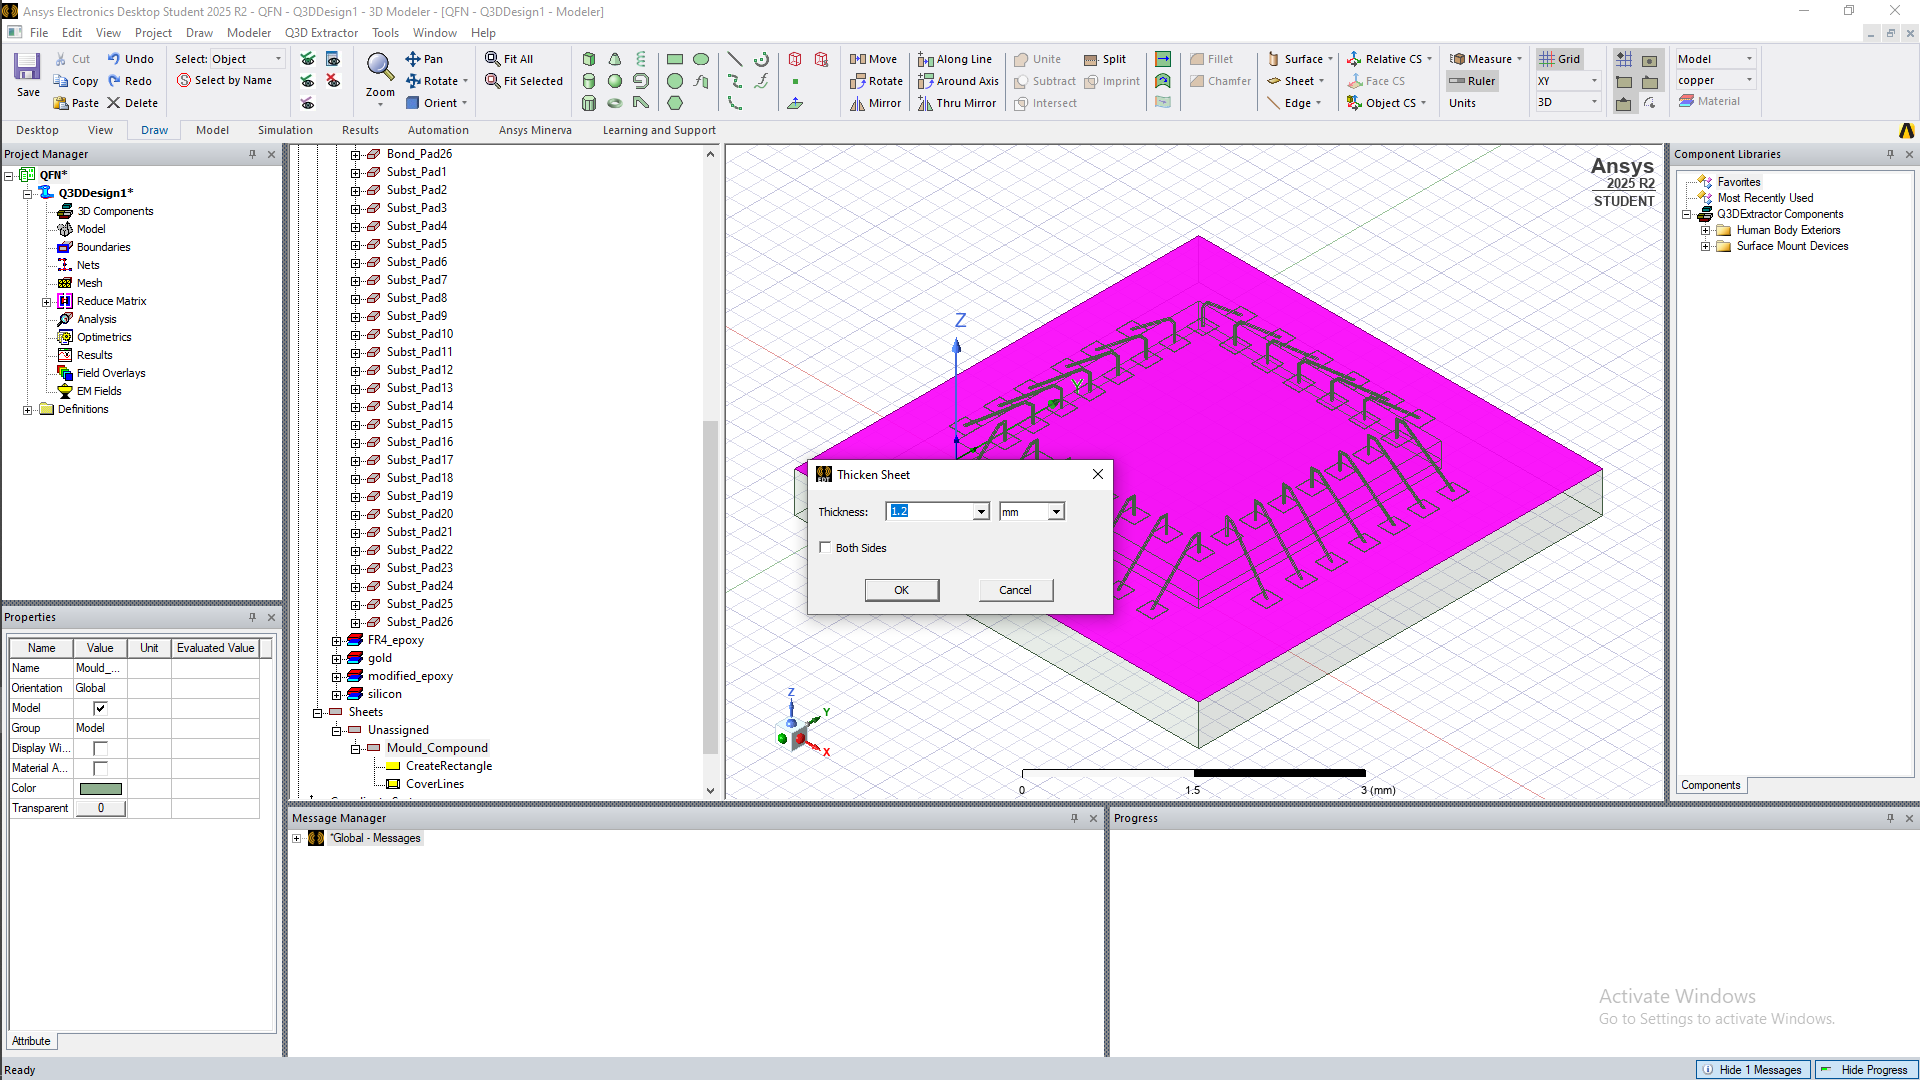 Ansys Electronics Desktop Student 2025 R2 - QFN - Q3DDesign1 - 3D Modeler - [QFN - Q3DDesign1 - Modeler]
File Edit View Project Draw Modeler Q3D Extractor Tools Window Help
Save
Cut
Copy
Paste
Undo
Redo
Delete
Select: Object
Select by Name
Zoom
Pan
Rotate
Orient
Fit All
Fit Selected
Move
Rotate
Mirror
Along Line
Around Axis
Thru Mirror
Unite
Subtract
Intersect
Split
Imprint
Fillet
Chamfer
Surface
Sheet
Edge
Relative CS
Face CS
Object CS
Measure
Ruler
Units
Grid
XY
3D
Model
copper
Material
Desktop View Draw Model Simulation Results Automation Ansys Minerva Learning and Support
Project Manager
QFN*
Q3DDesign1*
3D Components
Model
Boundaries
Nets
Mesh
Reduce Matrix
Analysis
Optimetrics
Results
Field Overlays
EM Fields
Definitions
Properties
Name Value Unit Evaluated Value
Name Mould_...
Orientation Global
Model
Group Model
Display Wi...
Material A...
Color
Transparent 0
Attribute
Bond_Pad26
Subst_Pad1
Subst_Pad2
Subst_Pad3
Subst_Pad4
Subst_Pad5
Subst_Pad6
Subst_Pad7
Subst_Pad8
Subst_Pad9
Subst_Pad10
Subst_Pad11
Subst_Pad12
Subst_Pad13
Subst_Pad14
Subst_Pad15
Subst_Pad16
Subst_Pad17
Subst_Pad18
Subst_Pad19
Subst_Pad20
Subst_Pad21
Subst_Pad22
Subst_Pad23
Subst_Pad24
Subst_Pad25
Subst_Pad26
FR4_epoxy
gold
modified_epoxy
silicon
Sheets
Unassigned
Mould_Compound
CreateRectangle
CoverLines
Ansys
2025 R2
STUDENT
Z
Y
Thicken Sheet
Thickness: 1.2 mm
Both Sides
OK Cancel
Z
Y
X
0 1.5 3 (mm)
Component Libraries
Favorites
Most Recently Used
Q3DExtractor Components
Human Body Exteriors
Surface Mount Devices
Components
Message Manager
*Global - Messages
Progress
Activate Windows
Go to Settings to activate Windows.
Ready
Hide 1 Messages Hide Progress